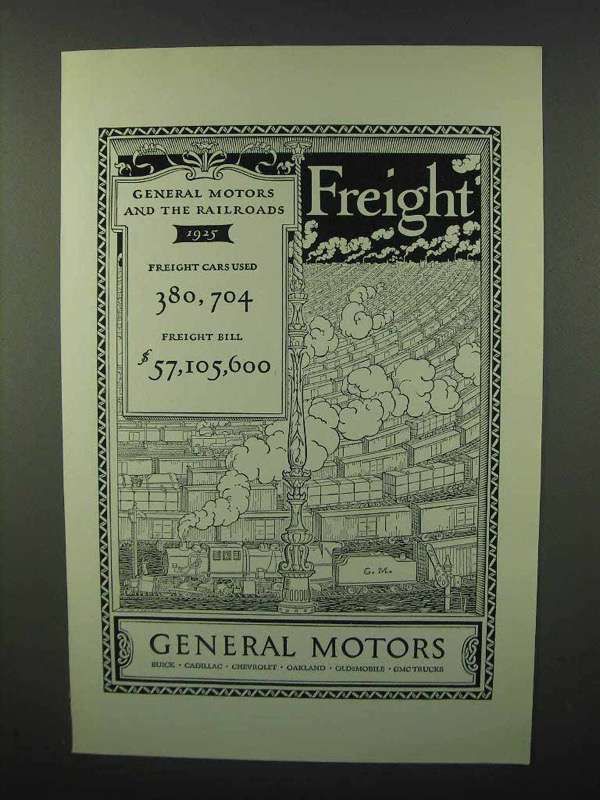 GENERAL MOTORS
AND THE RAILROADS
1925
FREIGHT CARS USED
380,704
FREIGHT BILL
$57,105,600
Freight
G. M.
GENERAL MOTORS
BUICK · CADILLAC · CHEVROLET · OAKLAND · OLDSMOBILE · GMC TRUCKS